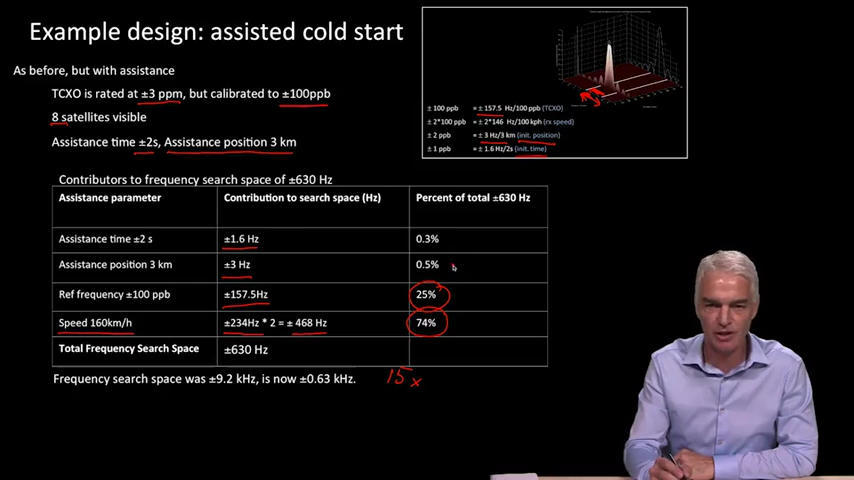 Example design: assisted cold start
As before, but with assistance
TCXO is rated at ±3 ppm, but calibrated to ±100ppb
8 satellites visible
Assistance time ±2s, Assistance position 3 km
± 100 ppb = ± 157.5 Hz/100 ppb (TCXO)
± 2*100 ppb = ± 2*146 Hz/100 kph (rx speed)
± 2 ppb = ± 3 Hz/3 km (init. position)
± 1 ppb = ± 1.6 Hz/2s (init. time)
Contributors to frequency search space of ±630 Hz
Assistance parameter Contribution to search space (Hz) Percent of total ±630 Hz
Assistance time ±2 s ±1.6 Hz 0.3%
Assistance position 3 km ±3 Hz 0.5%
Ref frequency ±100 ppb ±157.5Hz 25%
Speed 160km/h ±234Hz * 2 = ± 468 Hz 74%
Total Frequency Search Space ±630 Hz
Frequency search space was ±9.2 kHz, is now ±0.63 kHz. 15x